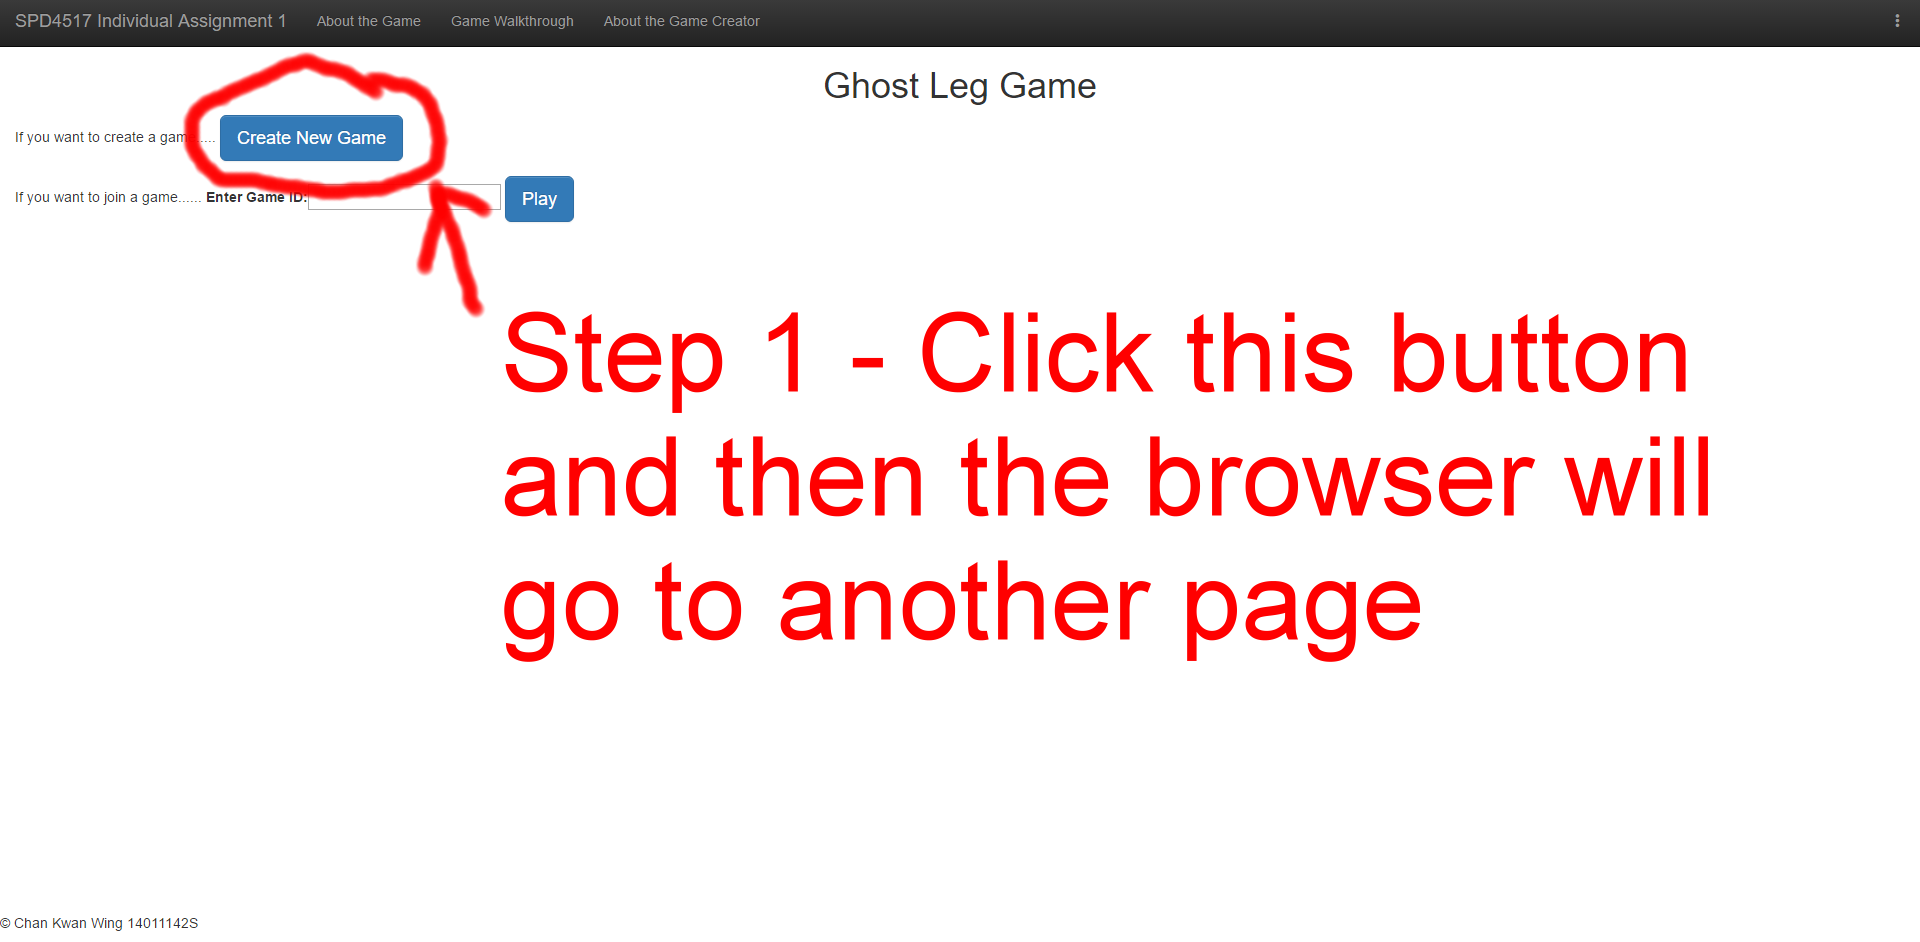 SPD4517 Individual Assignment 1 About the Game Game Walkthrough About the Game Creator
Ghost Leg Game
If you want to create a game...... Create New Game
If you want to join a game...... Enter Game ID: Play
Step 1 - Click this button
and then the browser will
go to another page
© Chan Kwan Wing 14011142S